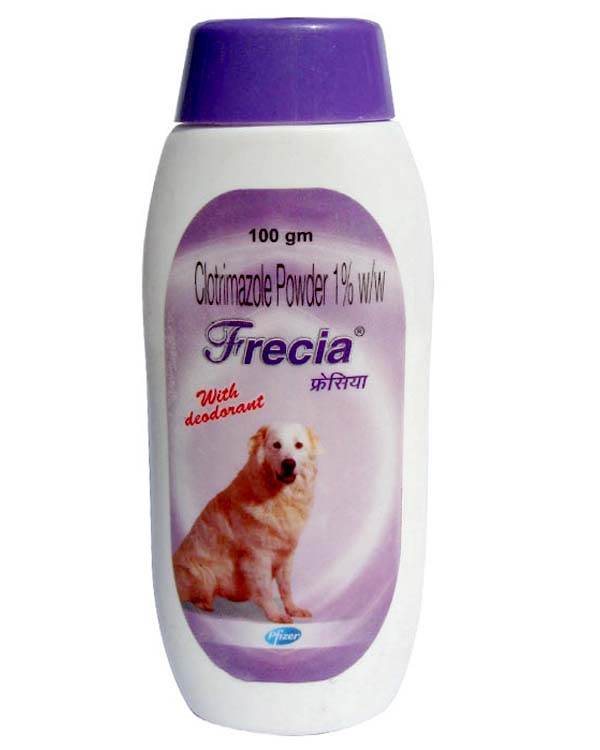 100 gm
Clotrimazole Powder 1% w/w
Frecia®
फ्रेसिया
With
deodorant
Pfizer